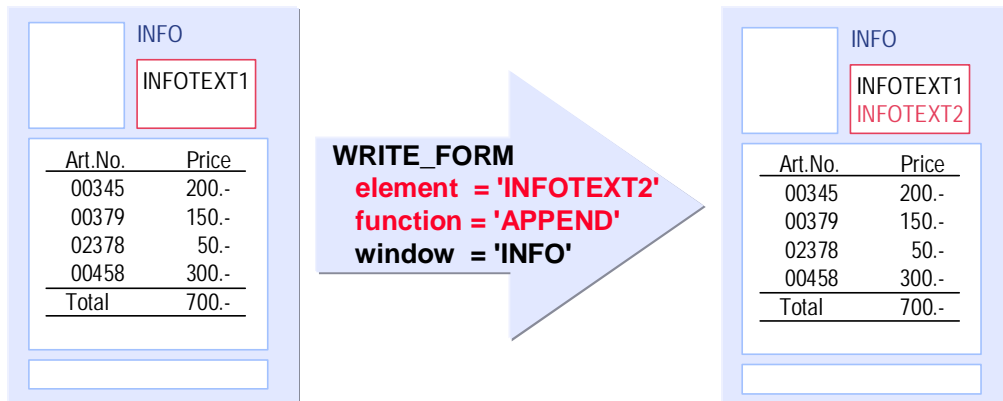 INFO
INFOTEXT1
Art.No. Price
00345 200.-
00379 150.-
02378 50.-
00458 300.-
Total 700.-
WRITE_FORM
element = 'INFOTEXT2'
function = 'APPEND'
window = 'INFO'
INFO
INFOTEXT1
INFOTEXT2
Art.No. Price
00345 200.-
00379 150.-
02378 50.-
00458 300.-
Total 700.-